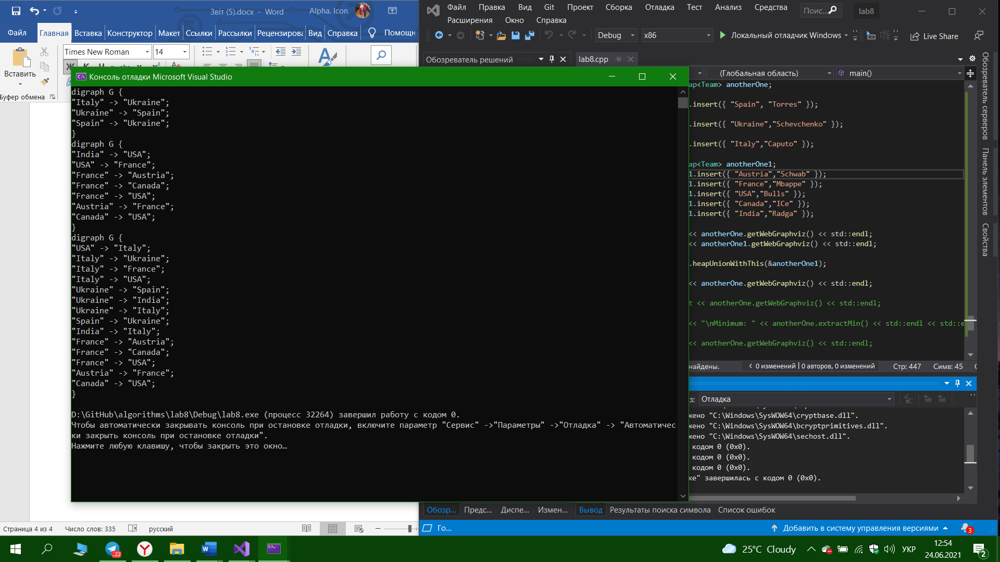 Звіт (5).docx - Word
Alpha. Icon
Файл Главная Вставка Конструктор Макет Ссылки Рассылки Рецензирова Вид Справка Помощн
Times New Roman 14
Вставить
Буфер обмена
Страница 4 из 4 Число слов: 335 русский
Файл Правка Вид Git Проект Сборка Отладка Тест Анализ Средства
Расширения Окно Справка
Поис...
lab8
Debug x86 Локальный отладчик Windows Live Share
Обозреватель решений
lab8.cpp
(Глобальная область) main()
ap<Team> anotherOne;
.insert({ "Spain", "Torres" });
.insert({ "Ukraine","Schevchenko" });
.insert({ "Italy","Caputo" });
ap<Team> anotherOne1;
1.insert({ "Austria","Schwab" });
1.insert({ "France","Mbappe" });
1.insert({ "USA","Bulls" });
1.insert({ "Canada","ICe" });
1.insert({ "India","Radga" });
<< anotherOne.getWebGraphviz() << std::endl;
<< anotherOne1.getWebGraphviz() << std::endl;
.heapUnionWithThis(&anotherOne1);
<< anotherOne.getWebGraphviz() << std::endl;
t << anotherOne.getWebGraphviz() << std::endl;
<< "\nMinimum: " << anotherOne.extractMin() << std::endl << std::e
<< anotherOne.getWebGraphviz() << std::endl;
найдены. 0 изменений | 0 авторов, 0 изменений Стр: 447 Симв: 45
Обозреватель серверов
Панель элементов
Свойства
з: Отладка
жено "C:\Windows\SysWOW64\cryptbase.dll".
жено "C:\Windows\SysWOW64\bcryptprimitives.dll".
жено "C:\Windows\SysWOW64\sechost.dll".
кодом 0 (0x0).
кодом 0 (0x0).
кодом 0 (0x0).
xe" завершилась с кодом 0 (0x0).
Обозр... Предс... Диспе... Измен... Вывод Результаты поиска символа Список ошибок
Го... Добавить в систему управления версиями 3
Консоль отладки Microsoft Visual Studio
digraph G {
"Italy" -> "Ukraine";
"Ukraine" -> "Spain";
"Spain" -> "Ukraine";
}
digraph G {
"India" -> "USA";
"USA" -> "France";
"France" -> "Austria";
"France" -> "Canada";
"France" -> "USA";
"Austria" -> "France";
"Canada" -> "USA";
}
digraph G {
"USA" -> "Italy";
"Italy" -> "Ukraine";
"Italy" -> "France";
"Italy" -> "USA";
"Ukraine" -> "Spain";
"Ukraine" -> "India";
"Ukraine" -> "Italy";
"Spain" -> "Ukraine";
"India" -> "Italy";
"France" -> "Austria";
"France" -> "Canada";
"France" -> "USA";
"Austria" -> "France";
"Canada" -> "USA";
}
D:\GitHub\algorithms\lab8\Debug\lab8.exe (процесс 32264) завершил работу с кодом 0.
Чтобы автоматически закрывать консоль при остановке отладки, включите параметр "Сервис" ->"Параметры" ->"Отладка" -> "Автоматичес
ки закрыть консоль при остановке отладки".
Нажмите любую клавишу, чтобы закрыть это окно…
..22
25°C Cloudy
УКР
12:54
24.06.2021
2